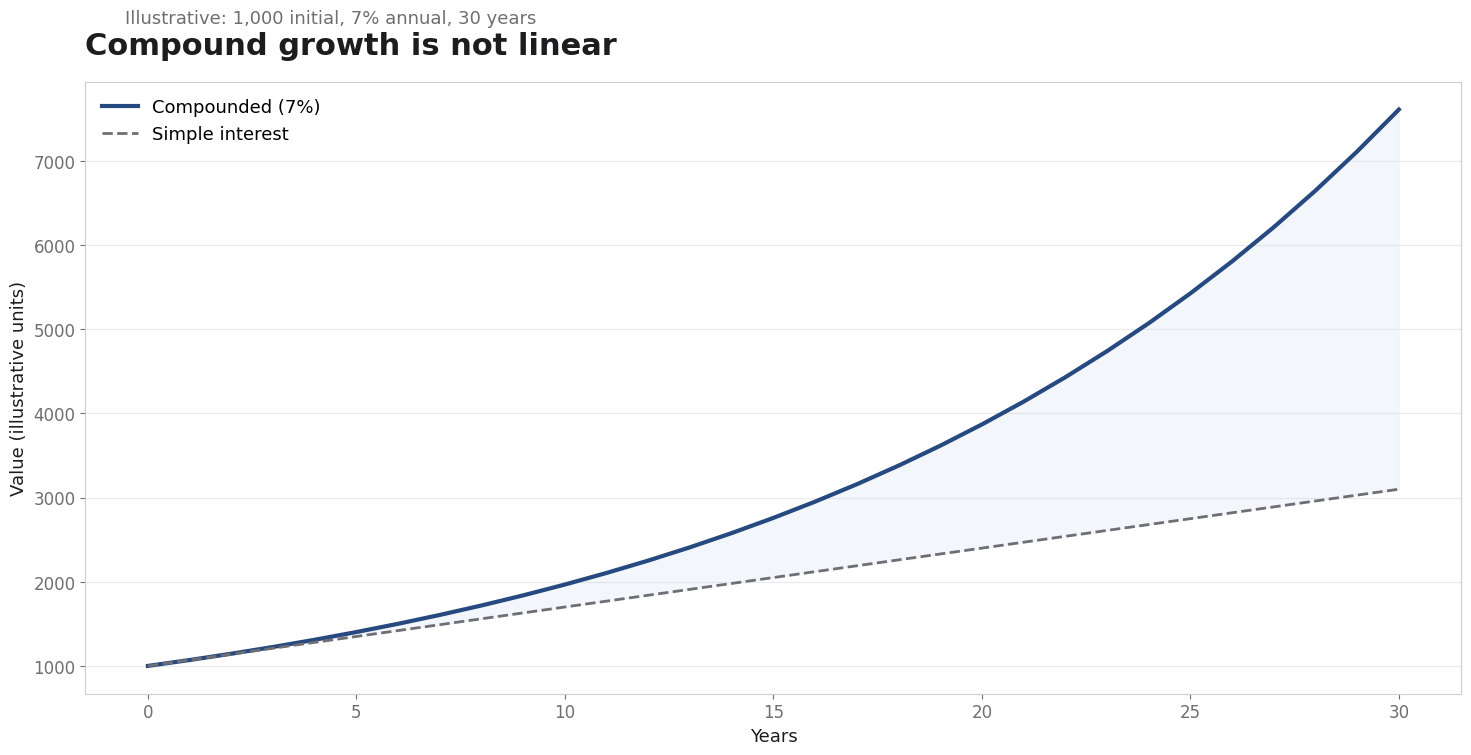 Illustrative: 1,000 initial, 7% annual, 30 years
Compound growth is not linear
Compounded (7%)
Simple interest
7000
6000
5000
4000
3000
2000
1000
Value (illustrative units)
0 5 10 15 20 25 30
Years